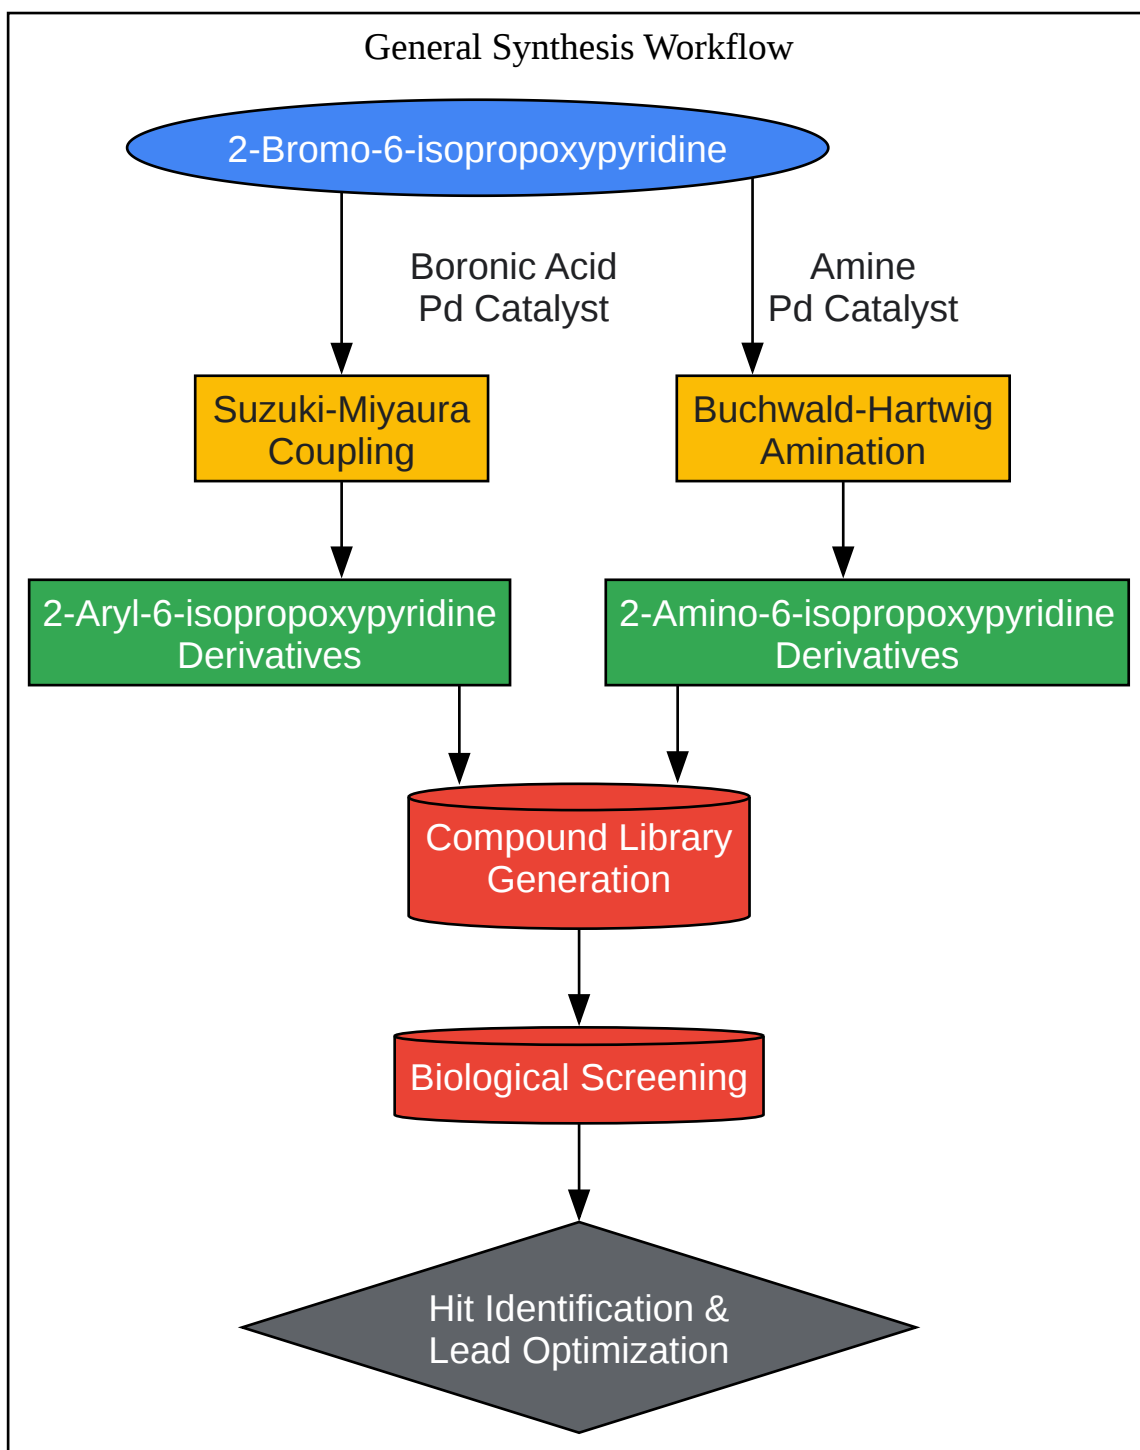 General Synthesis Workflow
2-Bromo-6-isopropoxypyridine
Boronic Acid
Pd Catalyst
Amine
Pd Catalyst
Suzuki-Miyaura
Coupling
Buchwald-Hartwig
Amination
2-Aryl-6-isopropoxypyridine
Derivatives
2-Amino-6-isopropoxypyridine
Derivatives
Compound Library
Generation
Biological Screening
Hit Identification &
Lead Optimization